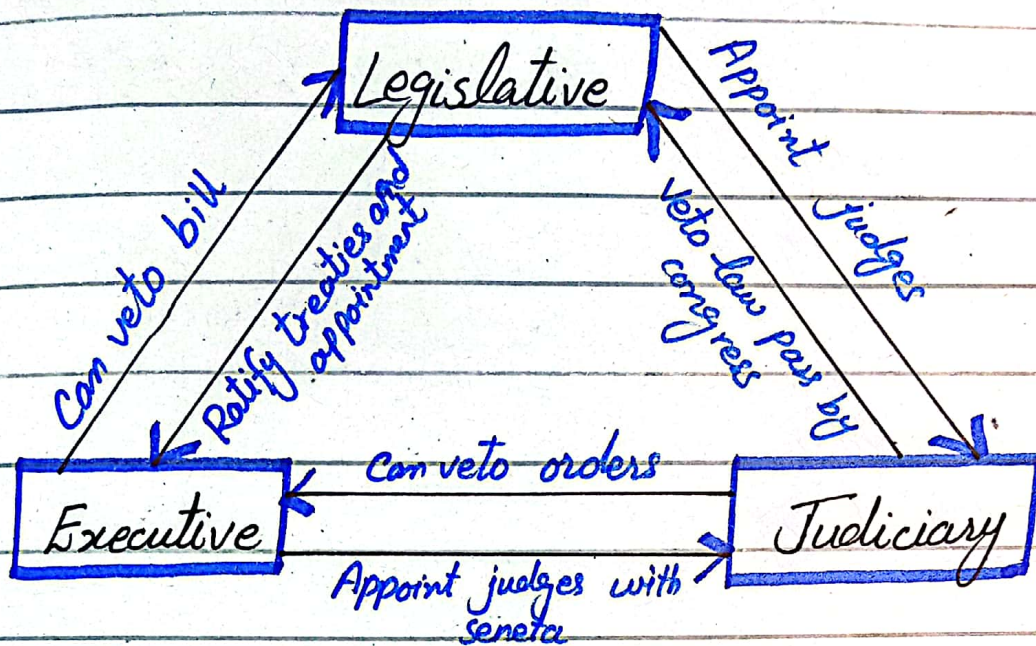 Legislative
Appoint judges
Can veto bill
Ratify treaties and
appointment
veto law pass by
congress
Executive
Can veto orders
Judiciary
Appoint judges with
seneta